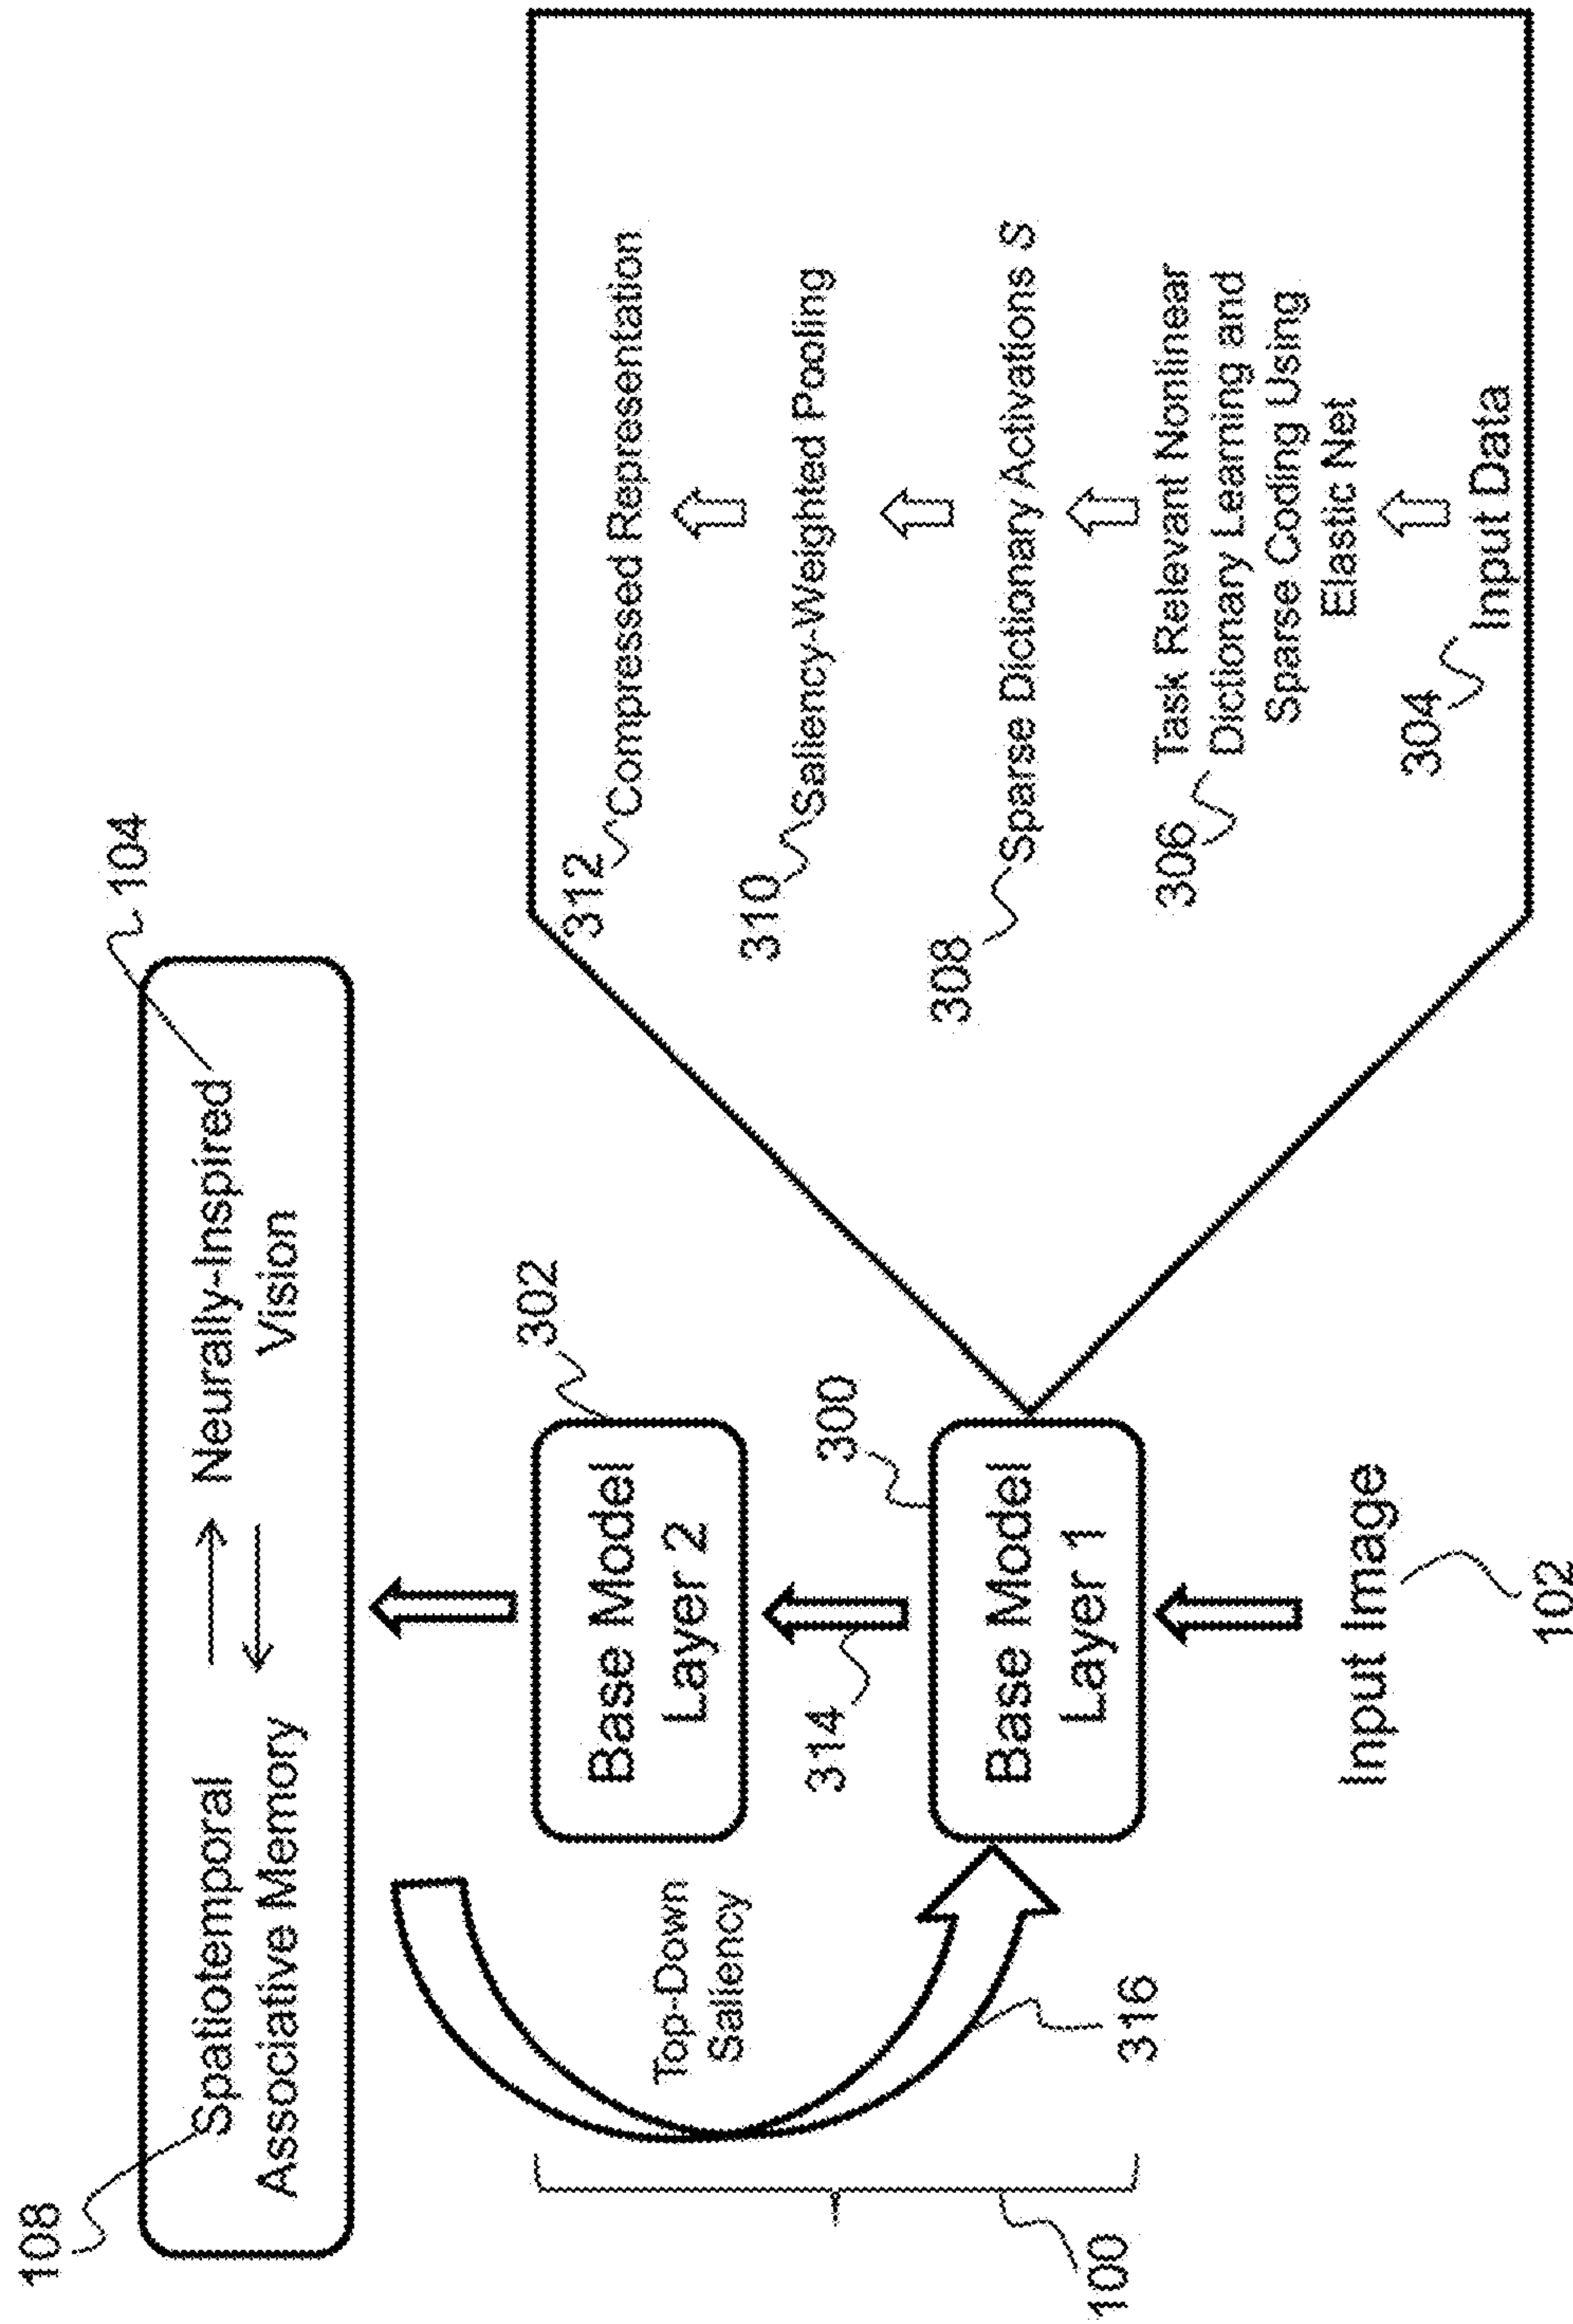 108
Spatiotemporal
Associative Memory
Neurally-Inspired
Vision
104
Top-Down
Saliency
316
100
Base Model
Layer 2
302
314
Base Model
Layer 1
300
Input Image
102
312
Compressed Representation
310
Saliency-Weighted Pooling
308
Sparse Dictionary Activations S
306
Task Relevant Nonlinear
Dictionary Learning and
Sparse Coding Using
Elastic Net
304
Input Data